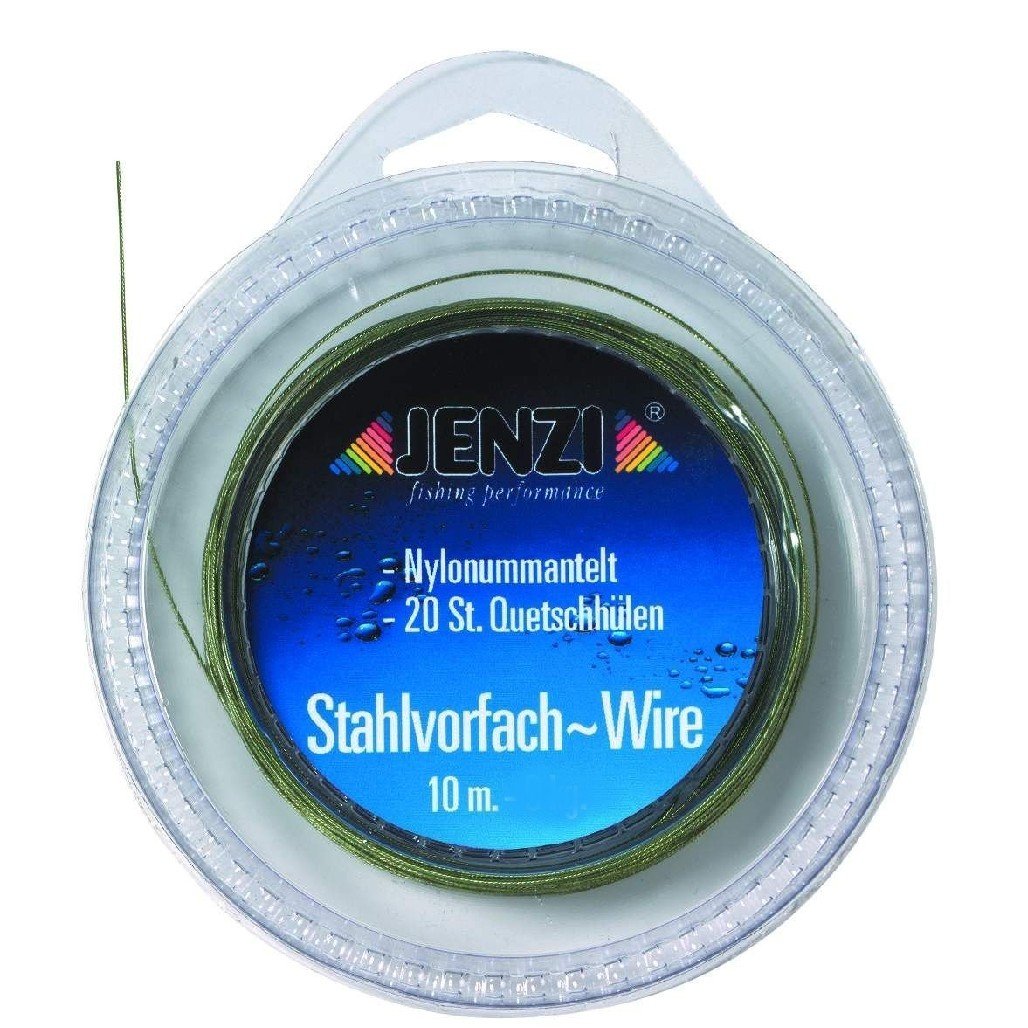 JENZI ®
fishing performance
- Nylonummantelt
- 20 St. Quetschhülen
Stahlvorfach~Wire
10 m.